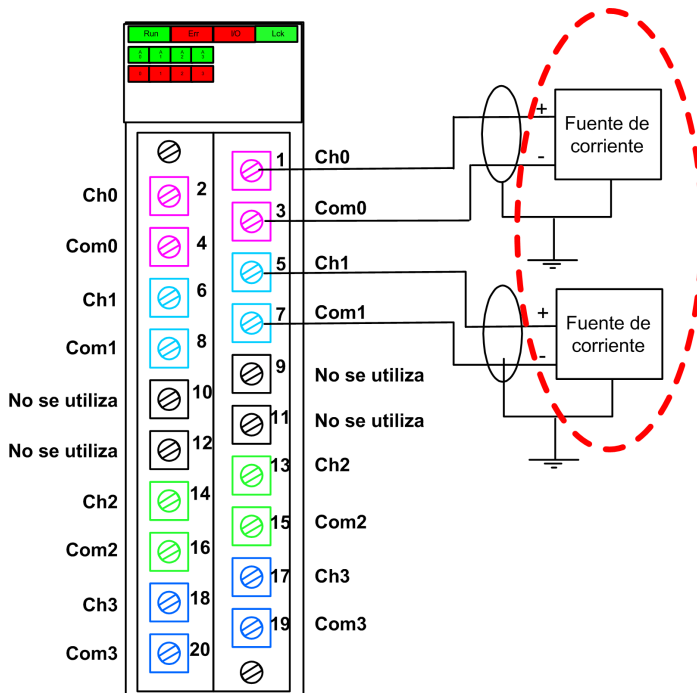 Run Err I/O Lck
1 Ch0
Ch0 2
3 Com0
Com0 4
5 Ch1
Ch1 6
7 Com1
Com1 8
9 No se utiliza
No se utiliza 10
11 No se utiliza
No se utiliza 12
13 Ch2
Ch2 14
15 Com2
Com2 16
17 Ch3
Ch3 18
19 Com3
Com3 20
+
-
Fuente de
corriente
+
-
Fuente de
corriente